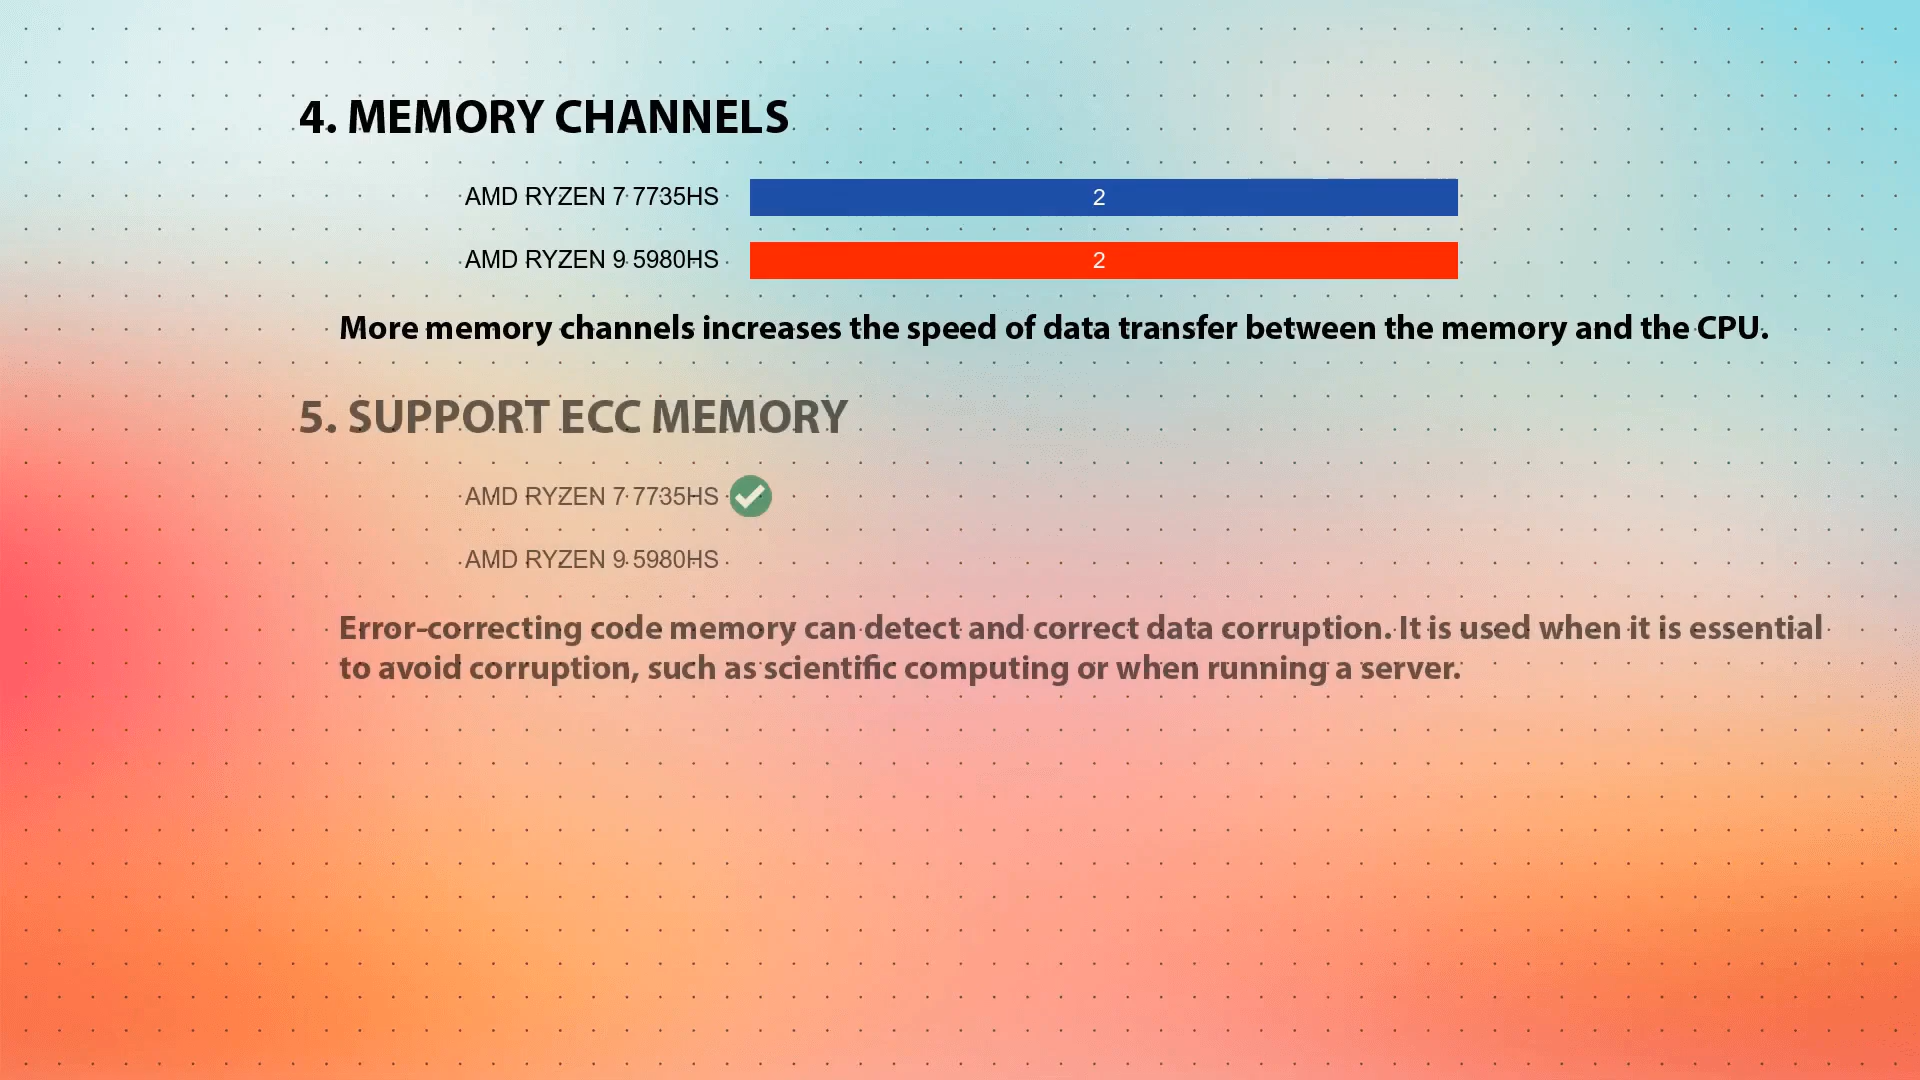 4. MEMORY CHANNELS
AMD RYZEN 7 7735HS
2
AMD RYZEN 9 5980HS
2
More memory channels increases the speed of data transfer between the memory and the CPU.
5. SUPPORT ECC MEMORY
AMD RYZEN 7 7735HS
AMD RYZEN 9 5980HS
Error-correcting code memory can detect and correct data corruption. It is used when it is essential
to avoid corruption, such as scientific computing or when running a server.